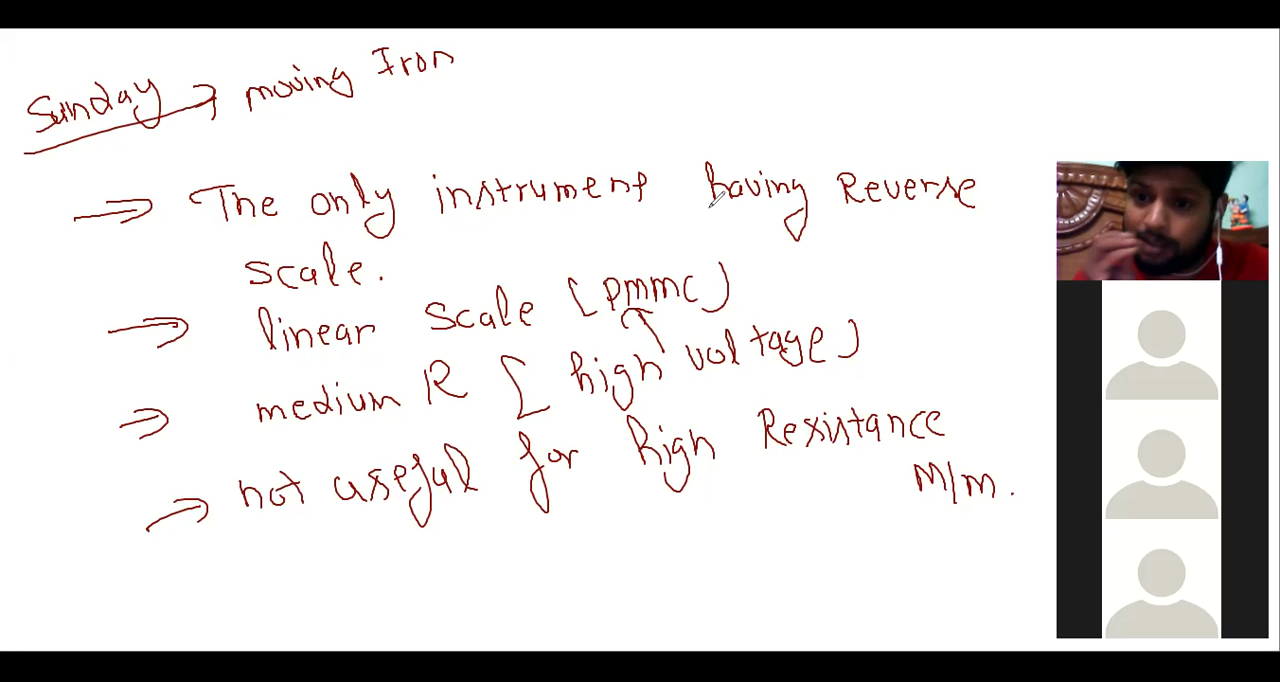 Sunday → moving Iron
→ The only instrument having Reverse
scale.
→ linear scale (PMMC)
→ medium R [ high voltage)
→ not useful for high Rexistance
M/m.